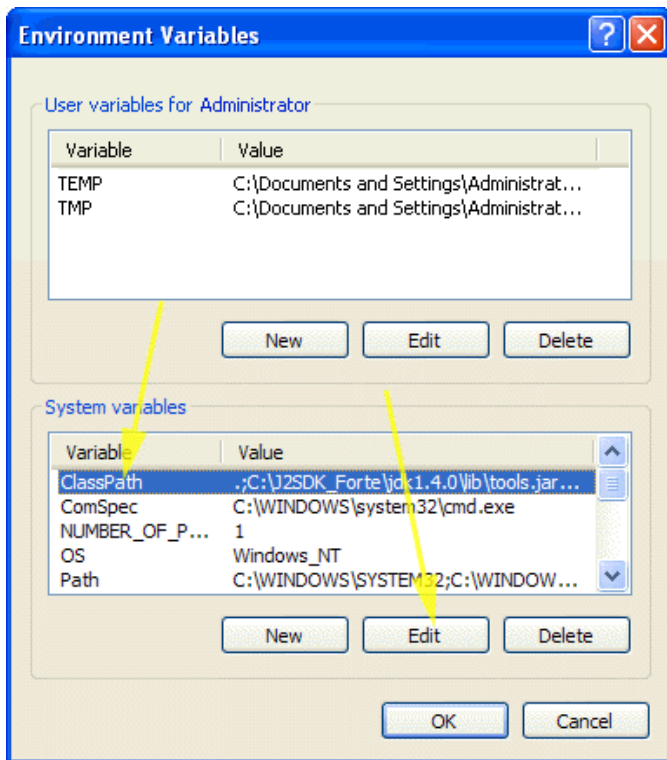 Environment Variables
User variables for Administrator
Variable Value
TEMP C:\Documents and Settings\Administrat...
TMP C:\Documents and Settings\Administrat...
New Edit Delete
System variables
Variable Value
ClassPath .;C:\J2SDK_Forte\jdk1.4.0\lib\tools.jar...
ComSpec C:\WINDOWS\system32\cmd.exe
NUMBER_OF_P... 1
OS Windows_NT
Path C:\WINDOWS\SYSTEM32;C:\WINDOW...
New Edit Delete
OK Cancel